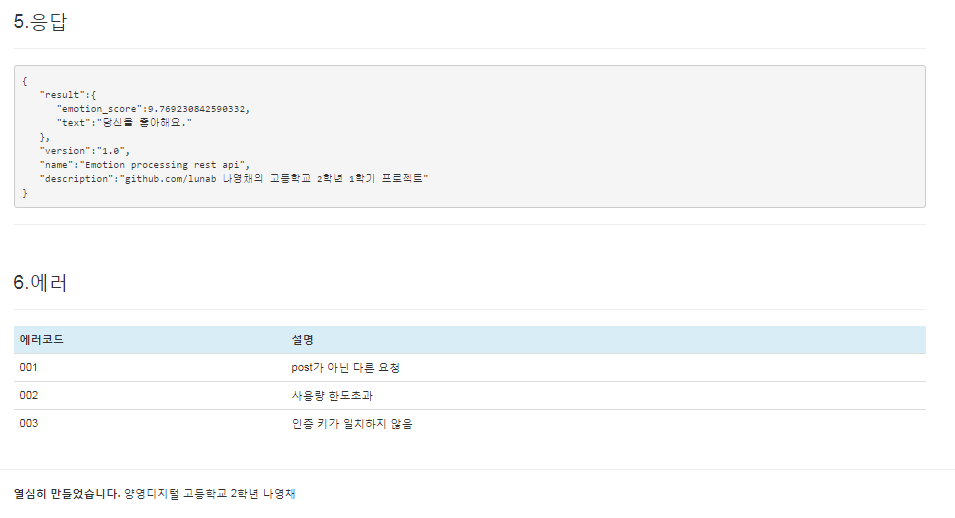 5.응답
{
"result":{
"emotion_score":9.769230842590332,
"text":"당신을 좋아해요."
},
"version":"1.0",
"name":"Emotion processing rest api",
"description":"github.com/lunab 나영채의 고등학교 2학년 1학기 프로젝트"
}
6.에러
에러코드 설명
001 post가 아닌 다른 요청
002 사용량 한도초과
003 인증 키가 일치하지 않음
열심히 만들었습니다. 양영디지털 고등학교 2학년 나영채